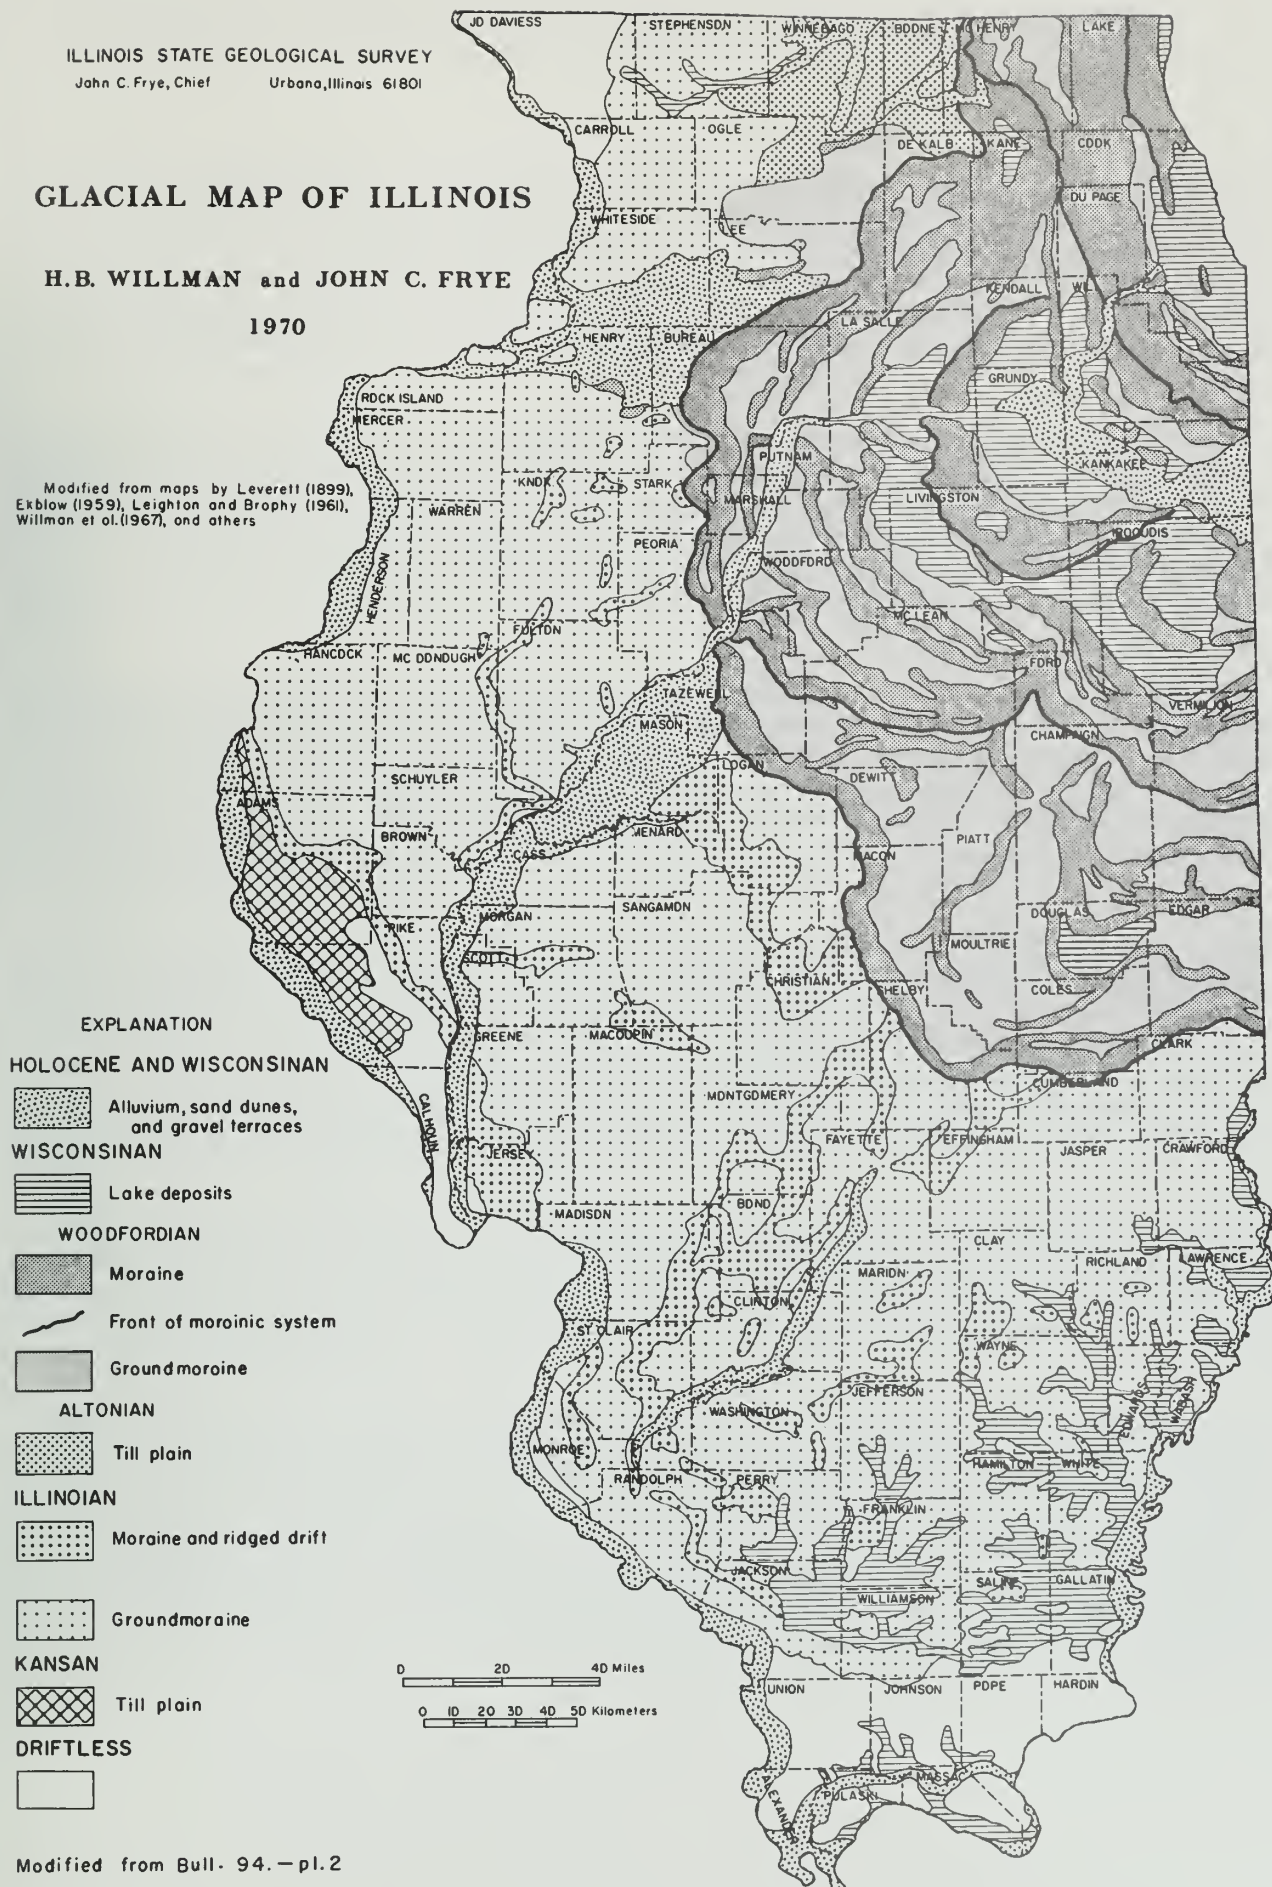 ILLINOIS STATE GEOLOGICAL SURVEY
John C. Frye, Chief Urbana, Illinois 61801
GLACIAL MAP OF ILLINOIS
H.B. WILLMAN and JOHN C. FRYE
1970
Modified from maps by Leverett (1899),
Ekblow (1959), Leighton and Brophy (1961),
Willman et al. (1967), and others
JO DAVIESS
STEPHENSON
WINNEBAGO
BOONE
MC HENRY
LAKE
CARROLL
OGLE
DE KALB
KANE
COOK
DU PAGE
WHITESIDE
LEE
KENDALL
WILL
LA SALLE
HENRY
BUREAU
GRUNDY
ROCK ISLAND
MERCER
PUTNAM
KANKAKEE
KNOX
STARK
MARSHALL
LIVINGSTON
WARREN
IROQUOIS
PEORIA
WOODFORD
HENDERSON
MC LEAN
FULTON
HANCOCK
MC DONOUGH
FORD
TAZEWELL
VERMILION
MASON
CHAMPAIGN
LOGAN
SCHUYLER
DEWITT
ADAMS
MENARD
BROWN
PIATT
CASS
MACON
SANGAMON
MORGAN
DOUGLAS
EDGAR
PIKE
MOULTRIE
SCOTT
CHRISTIAN
SHELBY
COLES
GREENE
MACOUPIN
CLARK
CUMBERLAND
MONTGOMERY
CALHOUN
FAYETTE
EFFINGHAM
JASPER
CRAWFORD
JERSEY
BOND
MADISON
CLAY
RICHLAND
LAWRENCE
MARION
CLINTON
ST CLAIR
WAYNE
JEFFERSON
EDWARDS
WABASH
WASHINGTON
MONROE
HAMILTON
WHITE
RANDOLPH
PERRY
FRANKLIN
JACKSON
SALINE
GALLATIN
WILLIAMSON
UNION
JOHNSON
POPE
HARDIN
MASSAC
PULASKI
ALEXANDER
EXPLANATION
HOLOCENE AND WISCONSINAN
Alluvium, sand dunes,
and gravel terraces
WISCONSINAN
Lake deposits
WOODFORDIAN
Moraine
Front of morainic system
Groundmoraine
ALTONIAN
Till plain
ILLINOIAN
Moraine and ridged drift
Groundmoraine
KANSAN
Till plain
DRIFTLESS
0 20 40 Miles
0 10 20 30 40 50 Kilometers
Modified from Bull. 94.—pl. 2